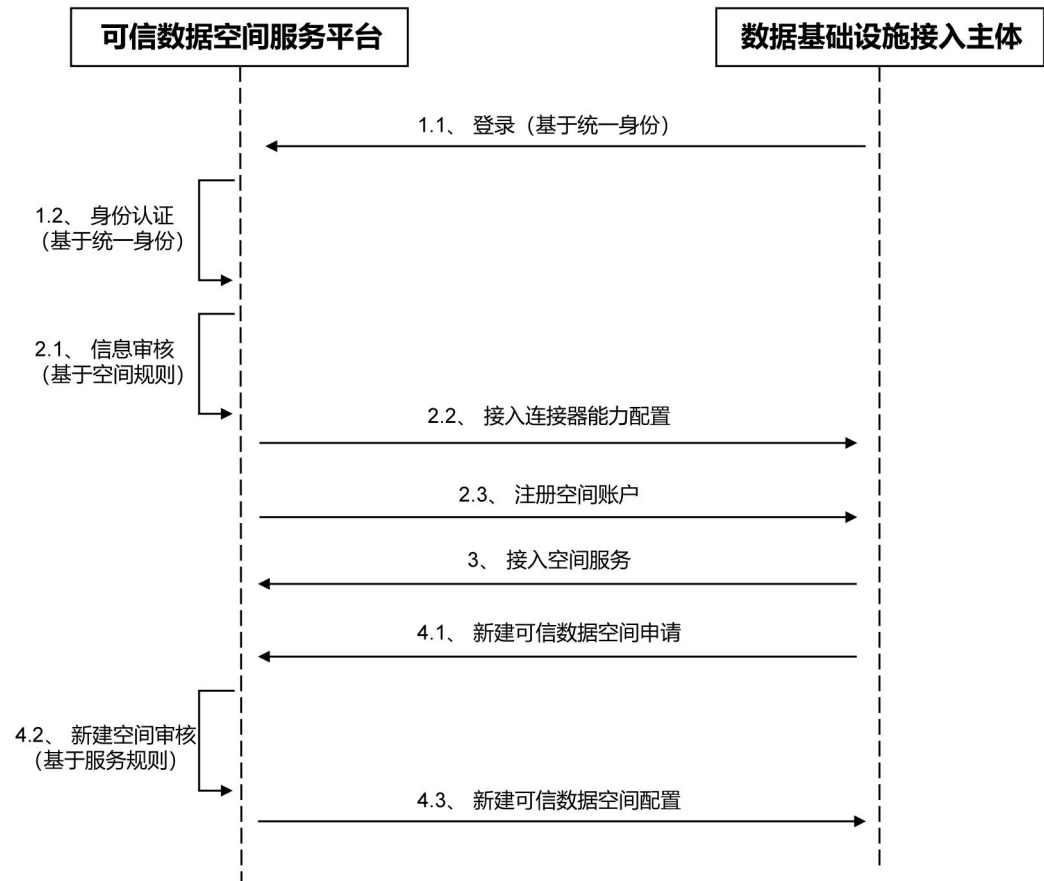 可信数据空间服务平台
数据基础设施接入主体
1.1、 登录（基于统一身份）
1.2、 身份认证
（基于统一身份）
2.1、 信息审核
（基于空间规则）
2.2、 接入连接器能力配置
2.3、 注册空间账户
3、 接入空间服务
4.1、 新建可信数据空间申请
4.2、 新建空间审核
（基于服务规则）
4.3、 新建可信数据空间配置